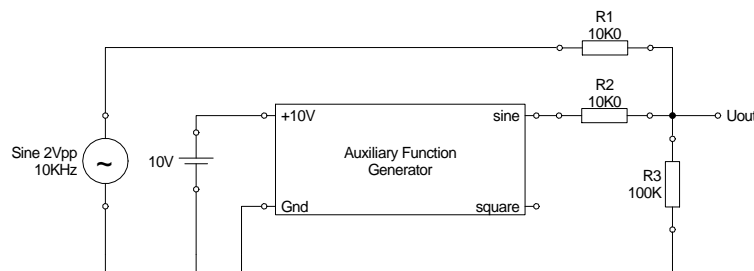 R1
10K0
R2
10K0
+10V
sine
Uout
Sine 2Vpp
10KHz
~
10V
Auxiliary Function
Generator
R3
100K
Gnd
square